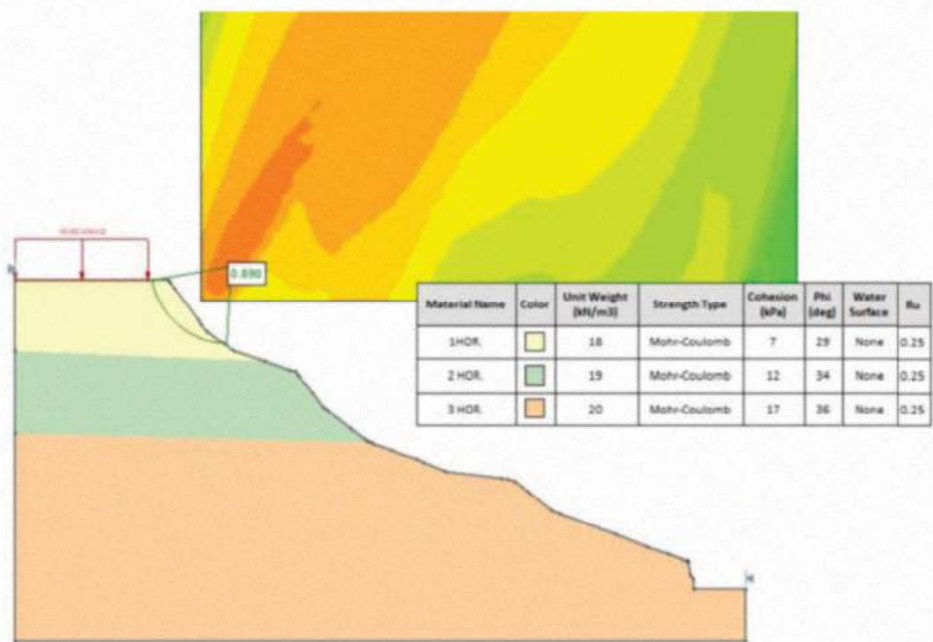 0.890
Material Name Color Unit Weight (kN/m3) Strength Type Cohesion (kPa) Phi (deg) Water Surface Ru
1HOR. 18 Mohr-Coulomb 7 29 None 0.25
2 HOR. 19 Mohr-Coulomb 12 34 None 0.25
3 HOR. 20 Mohr-Coulomb 17 36 None 0.25